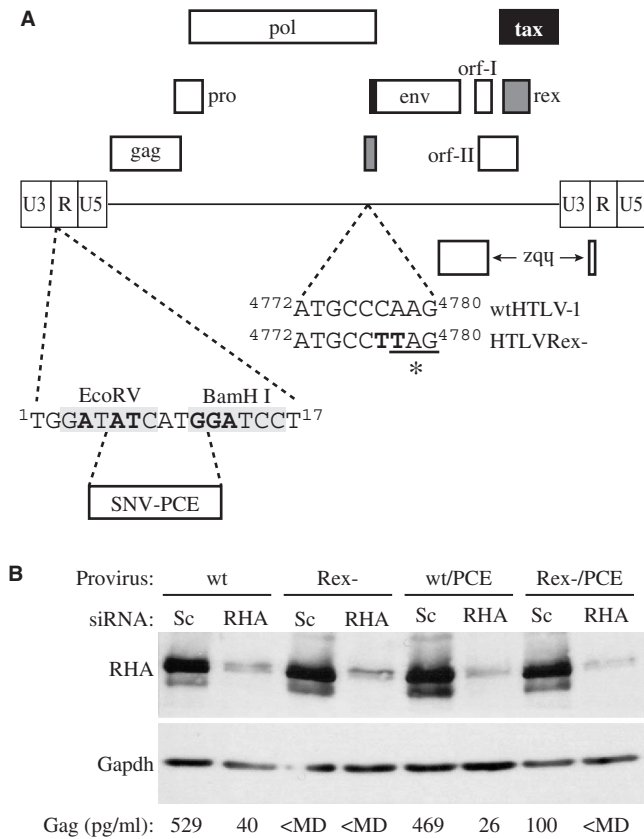 A
pol
tax
orf-I
pro
env
rex
gag
orf-II
U3 R U5
U3 R U5
hbz
4772ATGCCCAAG4780 wtHTLV-1
4772ATGCCTTAG4780 HTLVRex-
*
EcoRV BamH I
1TGGATATCATGGATCCT17
SNV-PCE
B
Provirus: wt Rex- wt/PCE Rex-/PCE
siRNA: Sc RHA Sc RHA Sc RHA Sc RHA
RHA
Gapdh
Gag (pg/ml): 529 40 <MD <MD 469 26 100 <MD